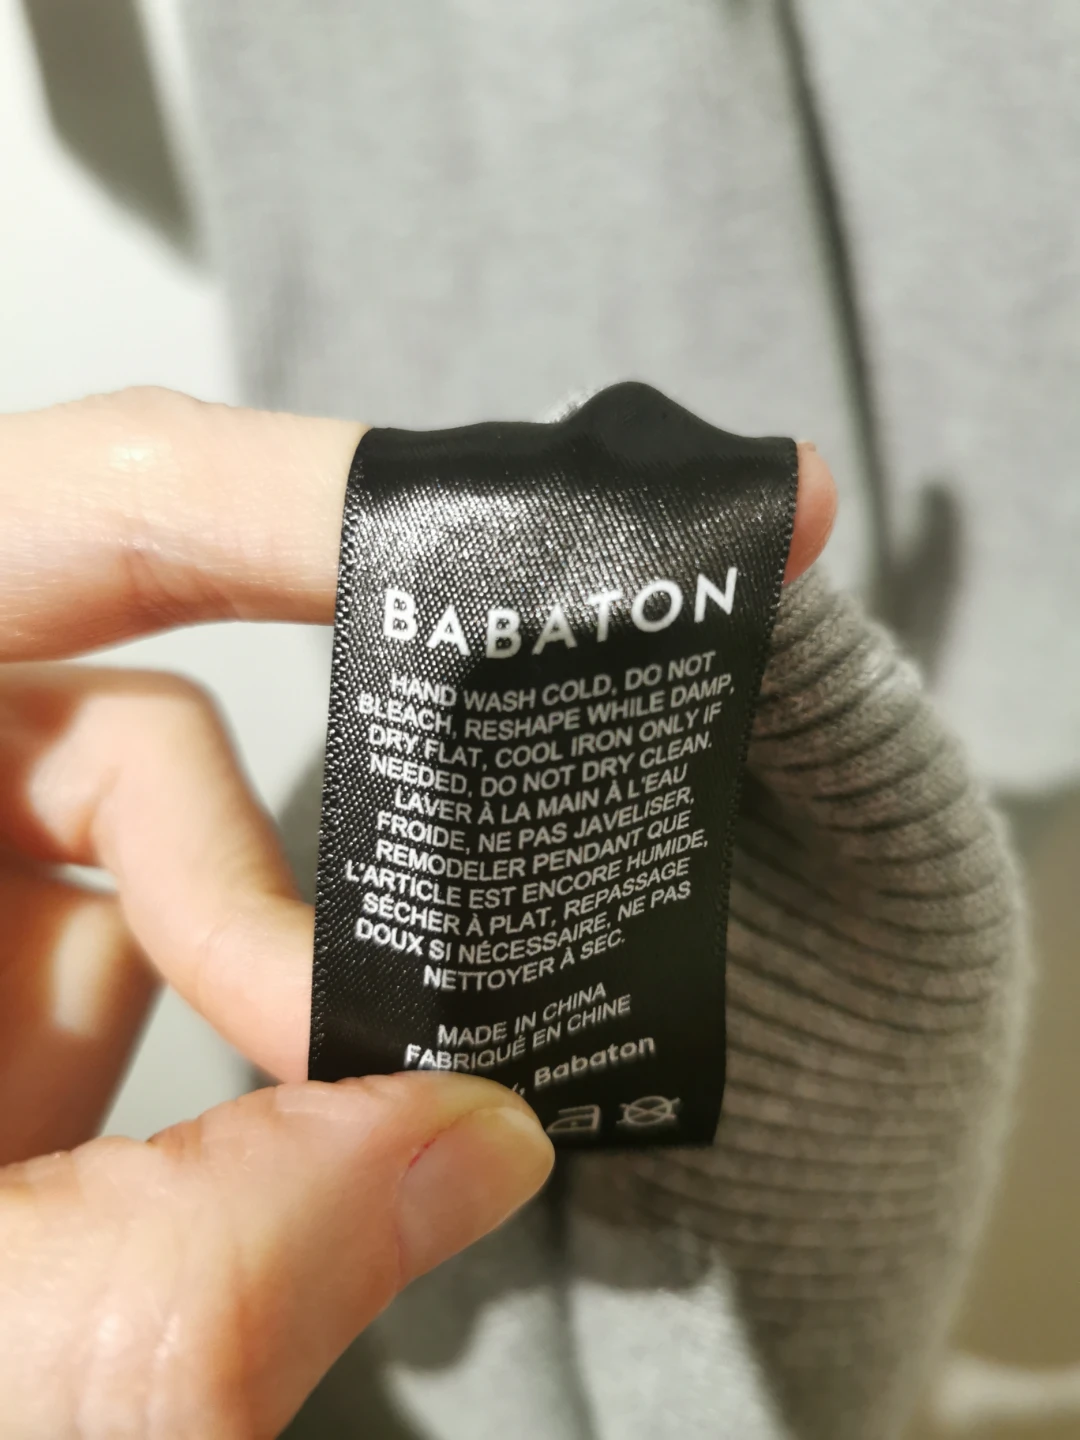 BABATON
HAND WASH COLD, DO NOT
BLEACH, RESHAPE WHILE DAMP,
DRY FLAT, COOL IRON ONLY IF
NEEDED, DO NOT DRY CLEAN.
LAVER À LA MAIN À L'EAU
FROIDE, NE PAS JAVELISER,
REMODELER PENDANT QUE
L'ARTICLE EST ENCORE HUMIDE,
SÉCHER À PLAT, REPASSAGE
DOUX SI NÉCESSAIRE, NE PAS
NETTOYER À SEC.
MADE IN CHINA
FABRIQUÉ EN CHINE
, Babaton